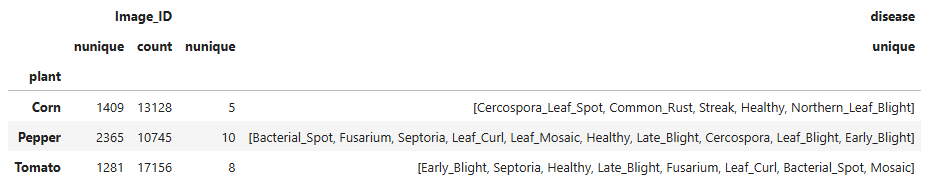 Image_ID disease
nunique count nunique unique
plant
Corn 1409 13128 5 [Cercospora_Leaf_Spot, Common_Rust, Streak, Healthy, Northern_Leaf_Blight]
Pepper 2365 10745 10 [Bacterial_Spot, Fusarium, Septoria, Leaf_Curl, Leaf_Mosaic, Healthy, Late_Blight, Cercospora, Leaf_Blight, Early_Blight]
Tomato 1281 17156 8 [Early_Blight, Septoria, Healthy, Late_Blight, Fusarium, Leaf_Curl, Bacterial_Spot, Mosaic]